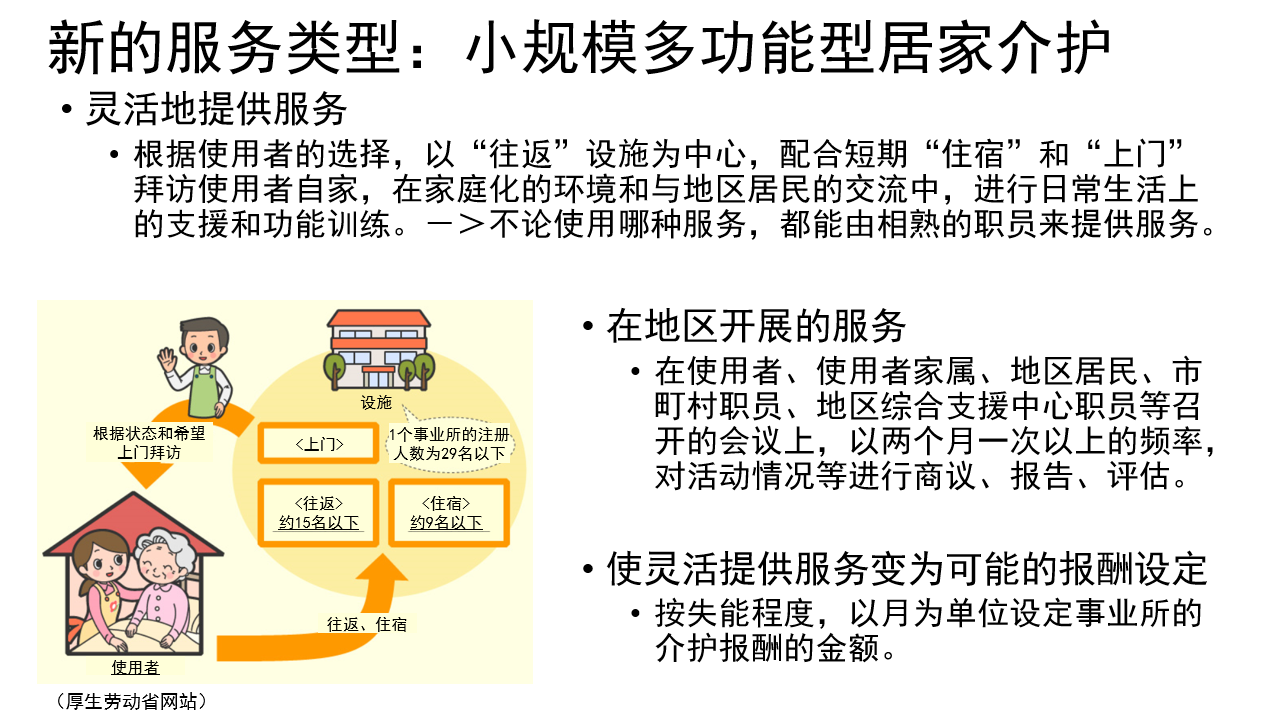 新的服务类型：小规模多功能型居家介护
• 灵活地提供服务
• 根据使用者的选择，以“往返”设施为中心，配合短期“住宿”和“上门”
拜访使用者自家，在家庭化的环境和与地区居民的交流中，进行日常生活上
的支援和功能训练。－＞不论使用哪种服务，都能由相熟的职员来提供服务。
设施
根据状态和希望
上门拜访
<上门>
1个事业所的注册
人数为29名以下
<往返>
约15名以下
<住宿>
约9名以下
往返、住宿
使用者
（厚生劳动省网站）
• 在地区开展的服务
• 在使用者、使用者家属、地区居民、市
町村职员、地区综合支援中心职员等召
开的会议上，以两个月一次以上的频率，
对活动情况等进行商议、报告、评估。
• 使灵活提供服务变为可能的报酬设定
• 按失能程度，以月为单位设定事业所的
介护报酬的金额。